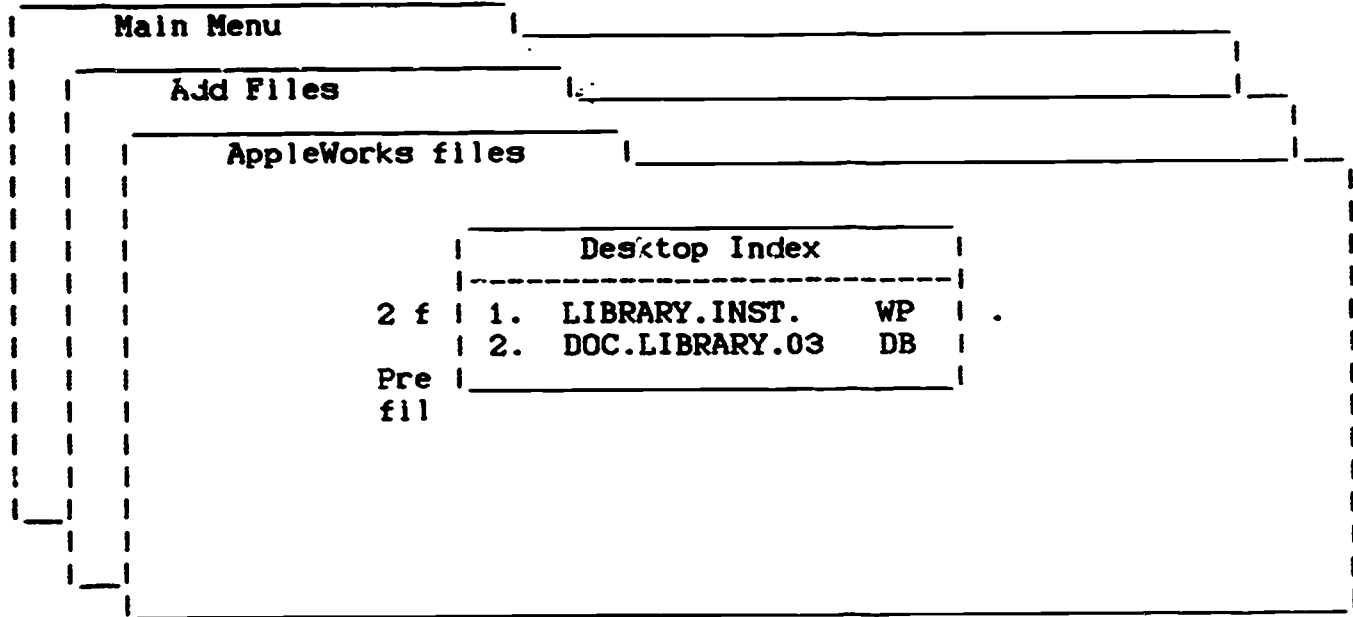 Main Menu
Add Files
AppleWorks files
Desktop Index
2 f 1. LIBRARY.INST. WP .
2. DOC.LIBRARY.03 DB
Pre
fil